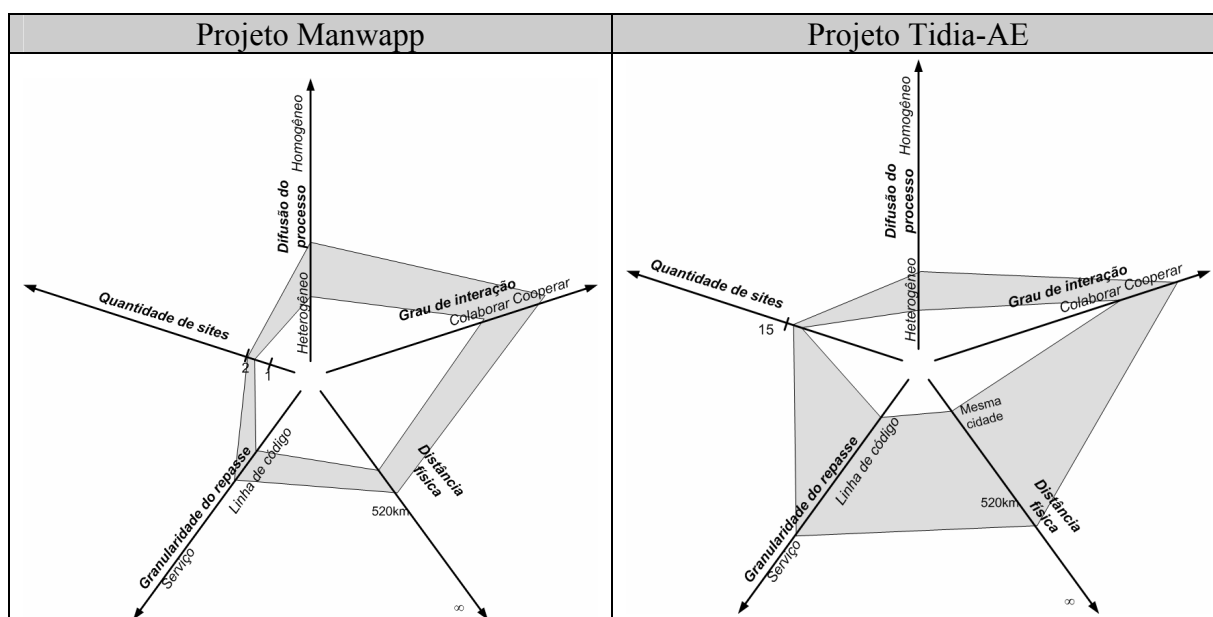 Projeto Manwapp
Projeto Tidia-AE
Difusão do
processo
Homogêneo
Heterogêneo
Quantidade de sites
2
1
Grau de interação
Colaborar Cooperar
Granularidade do repasse
Linha de código
Serviço
Distância
física
520km
∞
Difusão do
processo
Homogêneo
Heterogêneo
Quantidade de sites
15
Grau de interação
Colaborar Cooperar
Mesma
cidade
Granularidade do repasse
Linha de código
Serviço
Distância
física
520km
∞